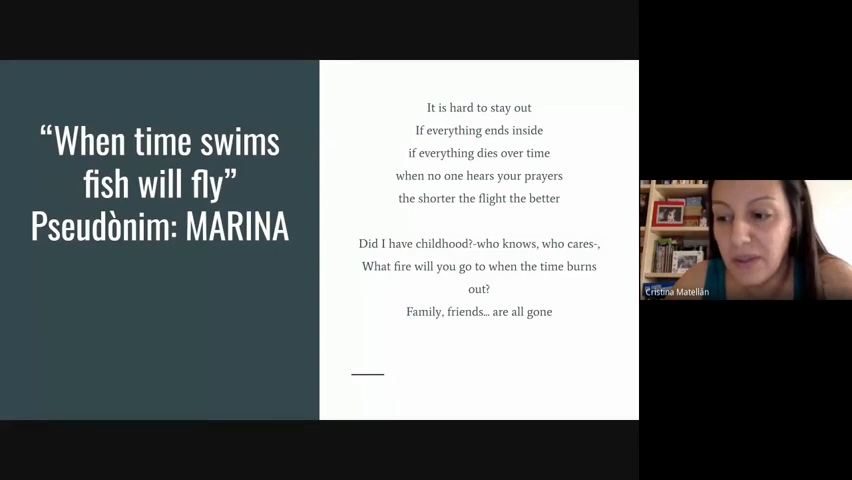 “When time swims
fish will fly”
Pseudònim: MARINA
It is hard to stay out
If everything ends inside
if everything dies over time
when no one hears your prayers
the shorter the flight the better
Did I have childhood?-who knows, who cares-,
What fire will you go to when the time burns
out?
Family, friends... are all gone
Cristina Matellán